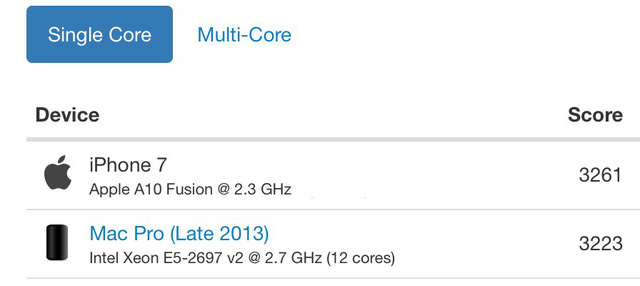 Single Core Multi-Core
Device Score
iPhone 7
Apple A10 Fusion @ 2.3 GHz
3261
Mac Pro (Late 2013)
Intel Xeon E5-2697 v2 @ 2.7 GHz (12 cores)
3223